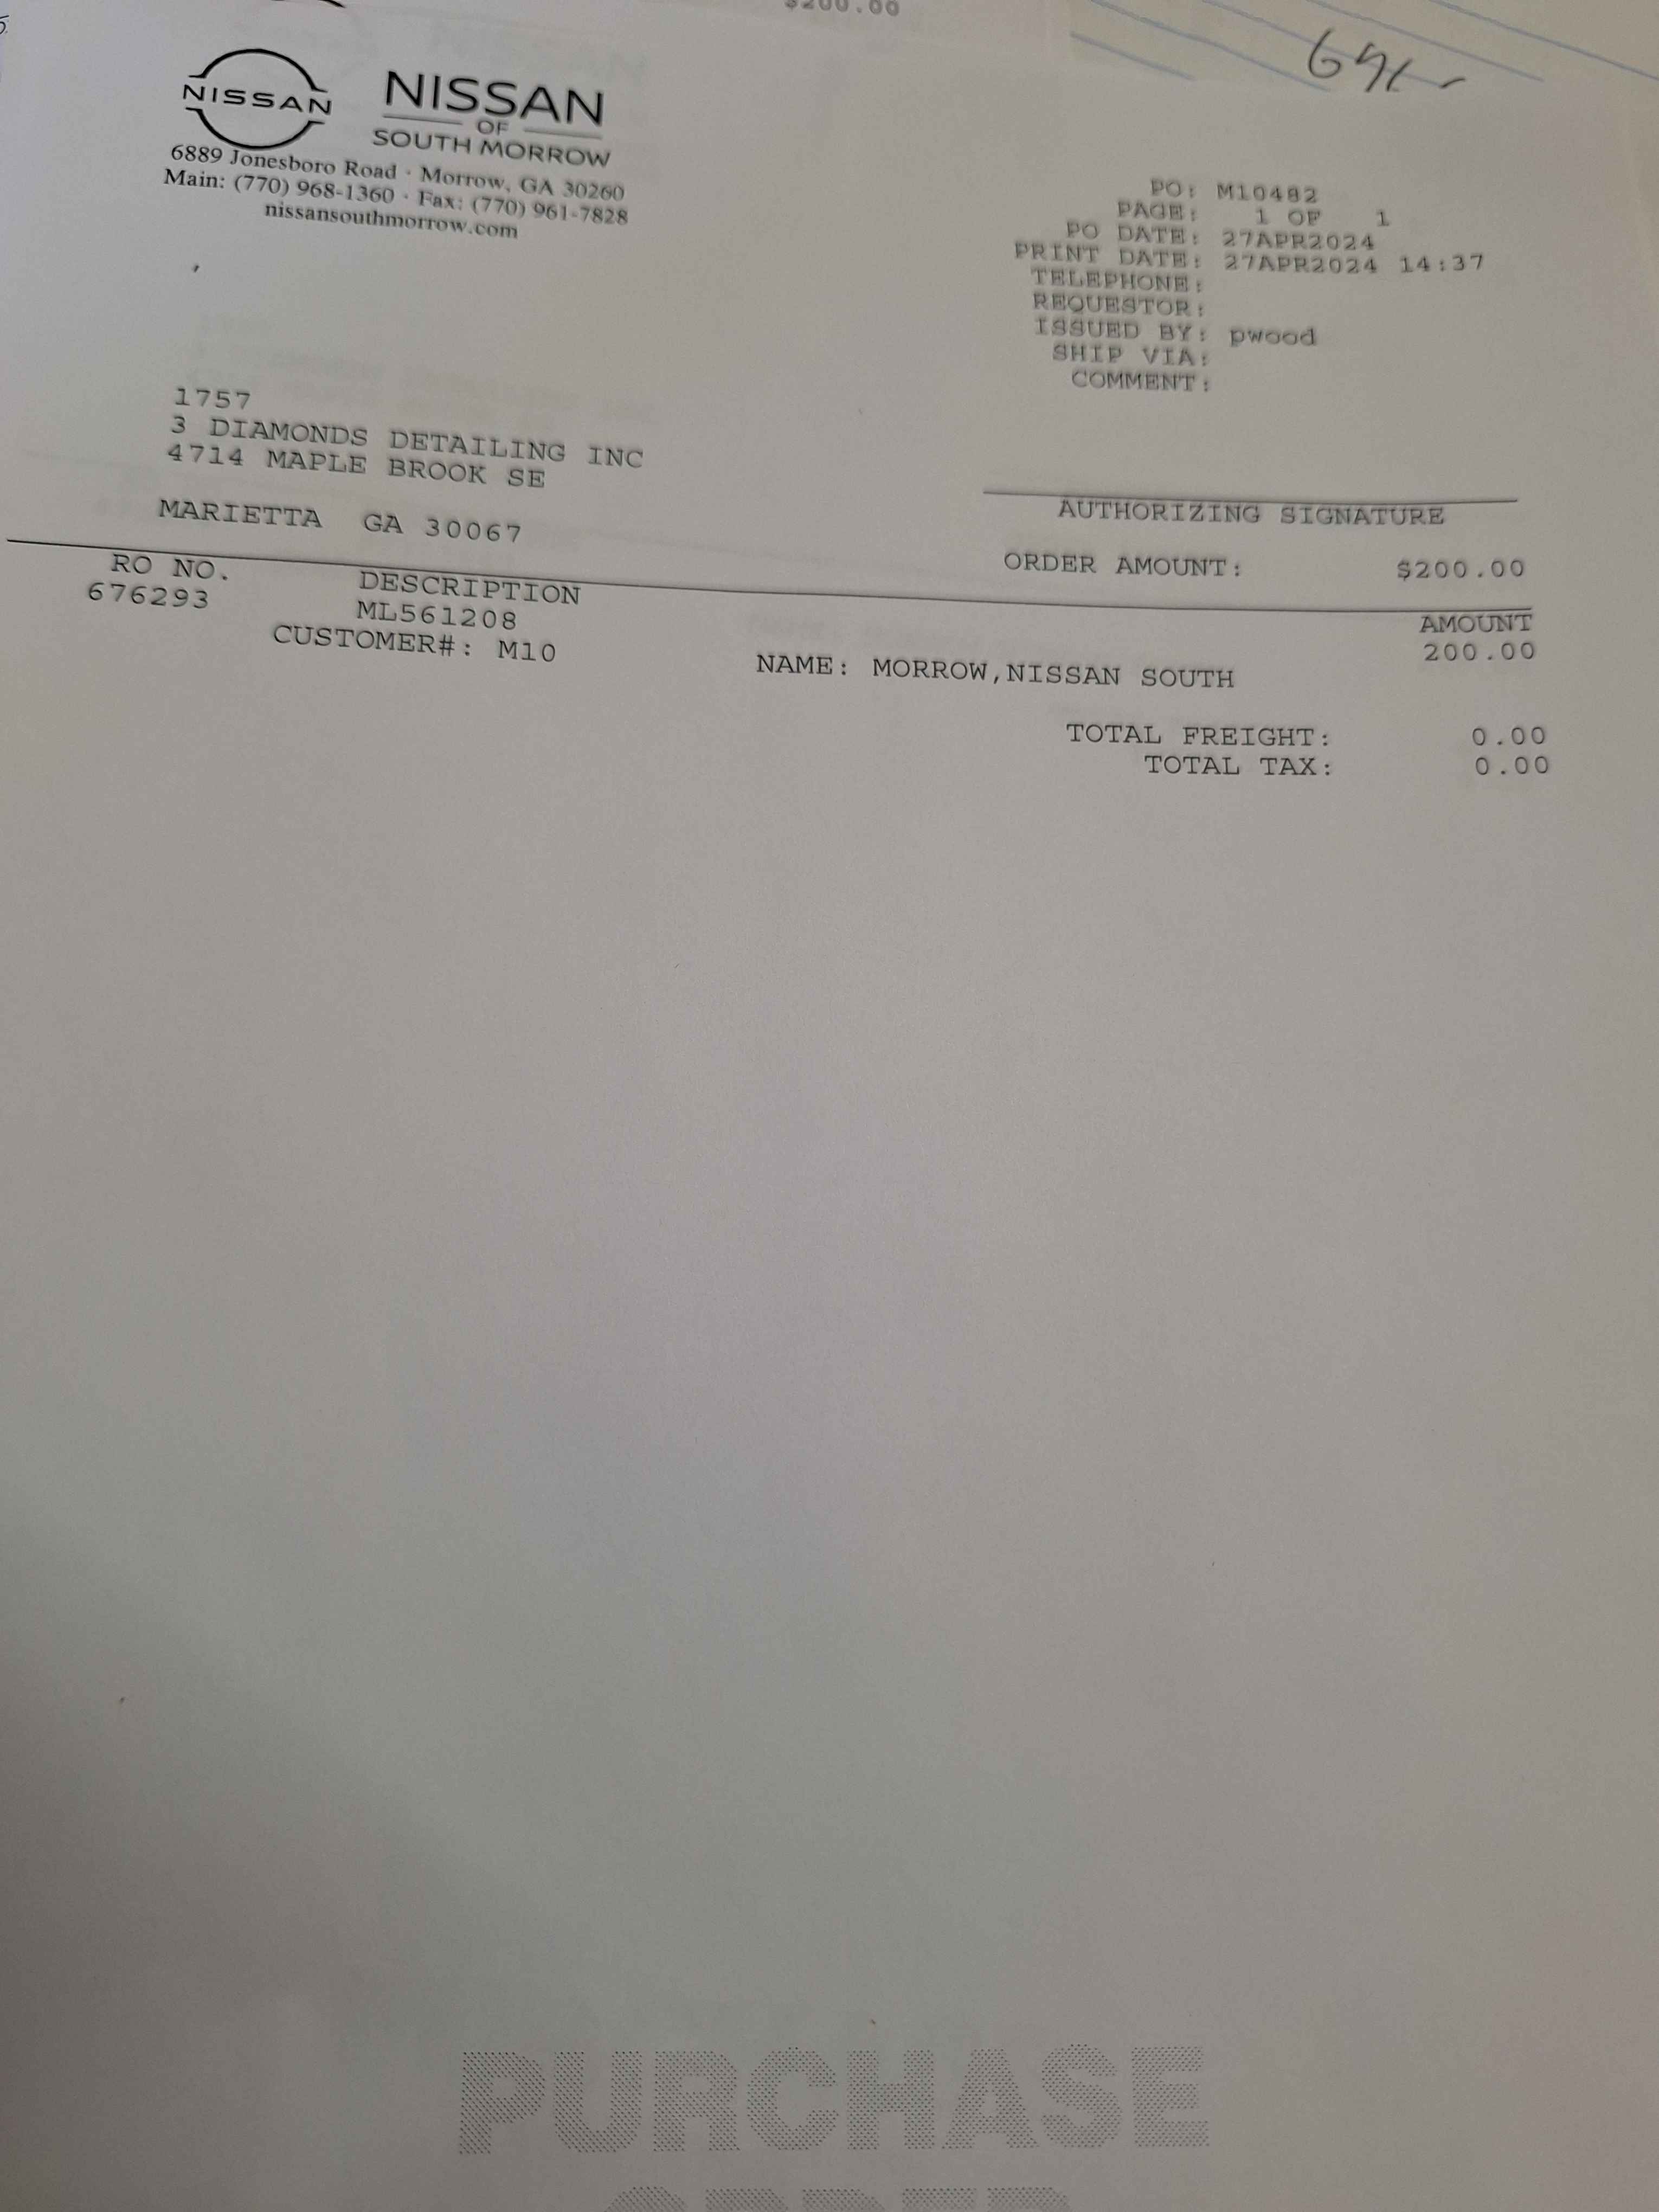 $200.00
NISSAN
NISSAN
OF
SOUTH MORROW
6889 Jonesboro Road · Morrow, GA 30260
Main: (770) 968-1360 · Fax: (770) 961-7828
nissansouthmorrow.com
PO: M10482
PAGE: 1 OF 1
PO DATE: 27APR2024
PRINT DATE: 27APR2024 14:37
TELEPHONE:
REQUESTOR:
ISSUED BY: pwood
SHIP VIA:
COMMENT:
1757
3 DIAMONDS DETAILING INC
4714 MAPLE BROOK SE
MARIETTA GA 30067
AUTHORIZING SIGNATURE
ORDER AMOUNT: $200.00
RO NO. DESCRIPTION AMOUNT
676293 ML561208 200.00
CUSTOMER#: M10 NAME: MORROW,NISSAN SOUTH
TOTAL FREIGHT: 0.00
TOTAL TAX: 0.00
PURCHASE
ORDER